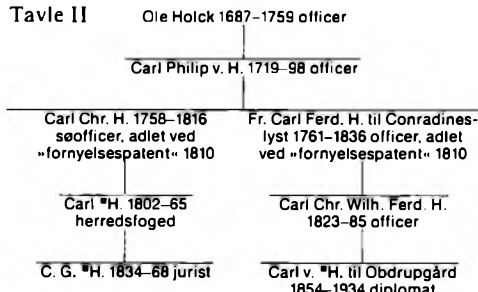 Tavle II
Ole Holck 1687–1759 officer
Carl Philip v. H. 1719–98 officer
Carl Chr. H. 1758–1816
søofficer, adlet ved
»fornyelsespatent« 1810
Fr. Carl Ferd. H. til Conradines-
lyst 1761–1836 officer, adlet
ved »fornyelsespatent« 1810
Carl *H. 1802–65
herredsfoged
Carl Chr. Wilh. Ferd. H.
1823–85 officer
C. G. *H. 1834–68 jurist
Carl v. *H. til Obdrupgård
1854–1934 diplomat